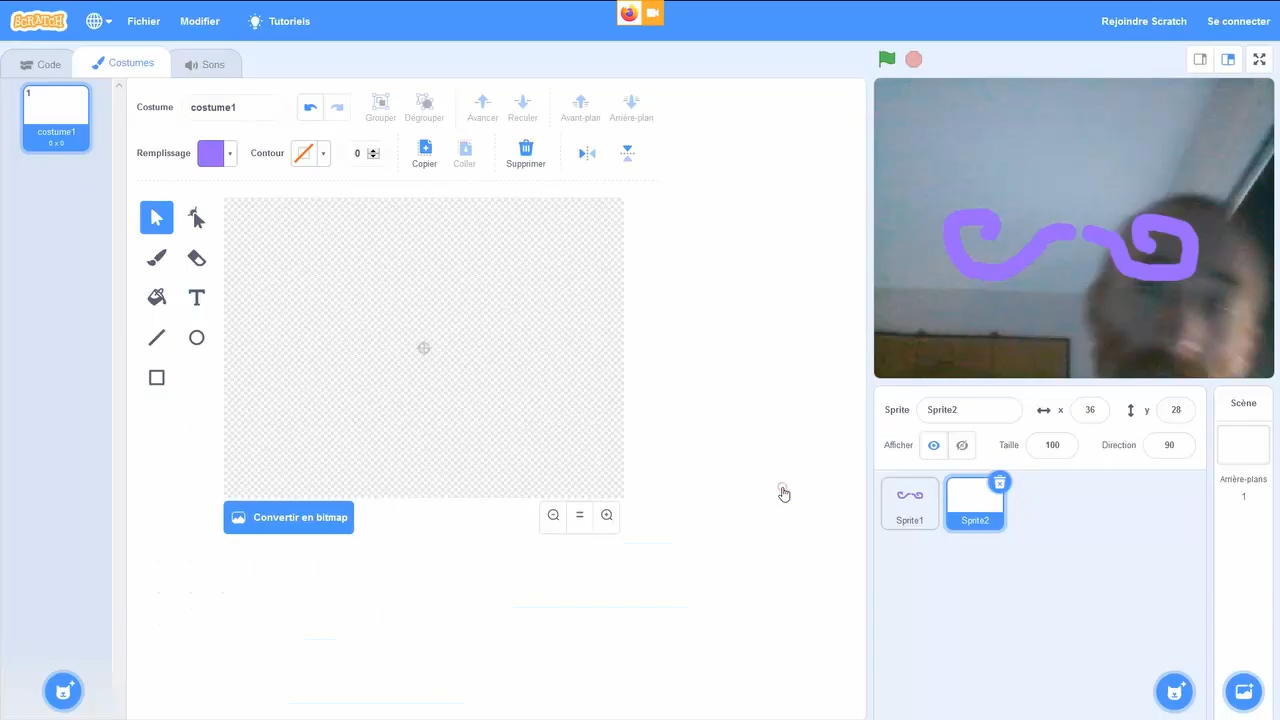 SCRATCH
Fichier
Modifier
Tutoriels
Rejoindre Scratch
Se connecter
Code
Costumes
Sons
1
costume1
0 x 0
Costume
costume1
Grouper
Dégrouper
Avancer
Reculer
Avant-plan
Arrière-plan
Remplissage
Contour
0
Copier
Coller
Supprimer
T
Convertir en bitmap
Sprite
Sprite2
x
36
y
28
Afficher
Taille
100
Direction
90
Sprite1
Sprite2
Scène
Arrière-plans
1